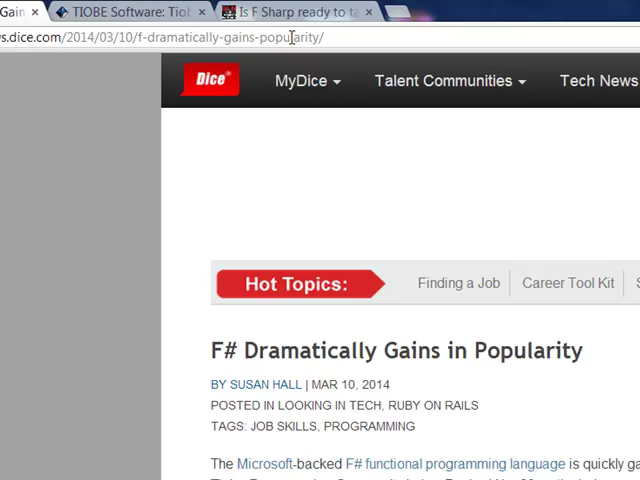 Gain × TIOBE Software: Tiob × Is F Sharp ready to ta ×
s.dice.com/2014/03/10/f-dramatically-gains-popularity/
Dice® MyDice Talent Communities Tech News
Hot Topics: Finding a Job Career Tool Kit
F# Dramatically Gains in Popularity
BY SUSAN HALL | MAR 10, 2014
POSTED IN LOOKING IN TECH, RUBY ON RAILS
TAGS: JOB SKILLS, PROGRAMMING
The Microsoft-backed F# functional programming language is quickly ga